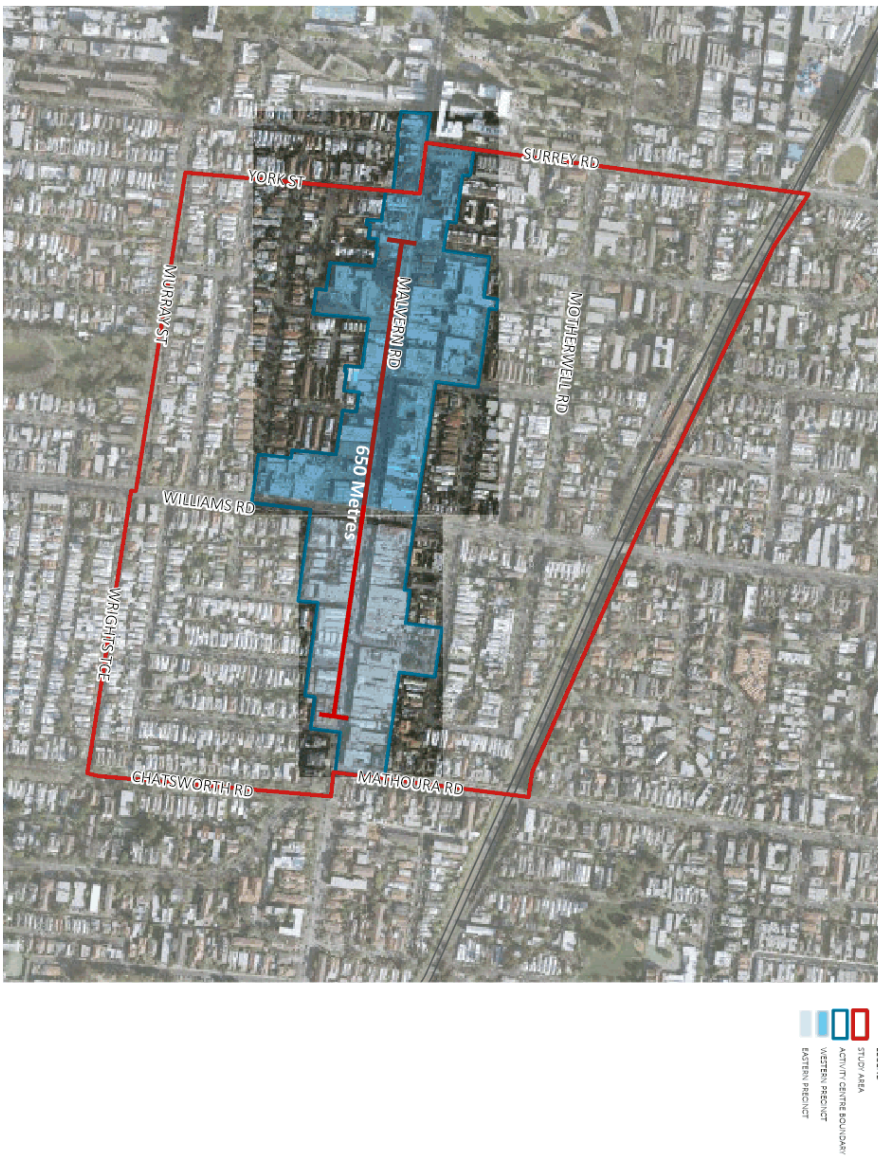 SURREY RD
YORK ST
MURRAY ST
MALVERN RD
MOTHERWELL RD
650 Metres
WILLIAMS RD
WRIGHTS TCE
CHATSWORTH RD
MATHOURA RD
STUDY AREA
ACTIVITY CENTRE BOUNDARY
WESTERN PRECINCT
EASTERN PRECINCT